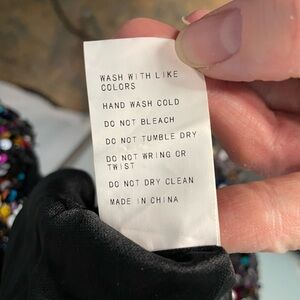 WASH WITH LIKE
COLORS
HAND WASH COLD
DO NOT BLEACH
DO NOT TUMBLE DRY
DO NOT WRING OR
TWIST
DO NOT DRY CLEAN
MADE IN CHINA